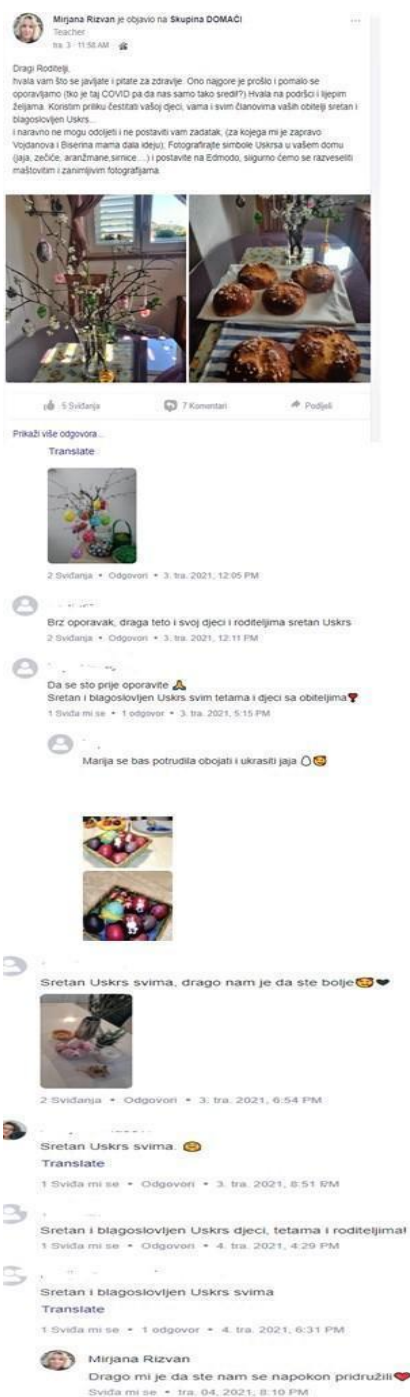 Mirjana Rizvan je objavio na Skupina DOMAĆI
Teacher
tra. 3 · 11:58 AM
Dragi Roditelji,
hvala vam što se javljate i pitate za zdravlje. Ono najgore je prošlo i pomalo se
oporavljamo (tko je taj COVID pa da nas samo tako sredi!?) Hvala na podršci i lijepim
željama. Koristim priliku čestitati vašoj djeci, vama i svim članovima vaših obitelji sretan i
blagoslovljen Uskrs...
I naravno ne mogu odoljeti i ne postaviti vam zadatak, (za kojega mi je zapravo
Vojdanova i Biserina mama dala ideju); Fotografirajte simbole Uskrsa u vašem domu
(jaja, zečiće, aranžmane,sirnice....) i postavite na Edmodo, siigurno ćemo se razveseliti
maštovitim i zanimljivim fotografijama.
5 Sviđanja 7 Komentari Podijeli
Prikaži više odgovora...
Translate
2 Sviđanja • Odgovori • 3. tra. 2021, 12:05 PM
Brz oporavak, draga teto i svoj djeci i roditeljima sretan Uskrs
2 Sviđanja • Odgovori • 3. tra. 2021, 12:11 PM
Da se sto prije oporavite 🙏
Sretan i blagoslovljen Uskrs svim tetama i djeci sa obiteljima❣
1 Sviđa mi se • 1 odgovor • 3. tra. 2021, 5:15 PM
Marija se bas potrudila obojati i ukrasiti jaja 🥚🥰
Sretan Uskrs svima, drago nam je da ste bolje🥰🖤
2 Sviđanja • Odgovori • 3. tra. 2021, 6:54 PM
Sretan Uskrs svima. 🤗
Translate
1 Sviđa mi se • Odgovori • 3. tra. 2021, 8:51 PM
Sretan i blagoslovljen Uskrs djeci, tetama i roditeljima!
1 Sviđa mi se • Odgovori • 4. tra. 2021, 4:29 PM
Sretan i blagoslovljen Uskrs svima
Translate
1 Sviđa mi se • 1 odgovor • 4. tra. 2021, 6:31 PM
Mirjana Rizvan
Drago mi je da ste nam se napokon pridružili❤
Sviđa mi se • tra. 04, 2021, 8:10 PM